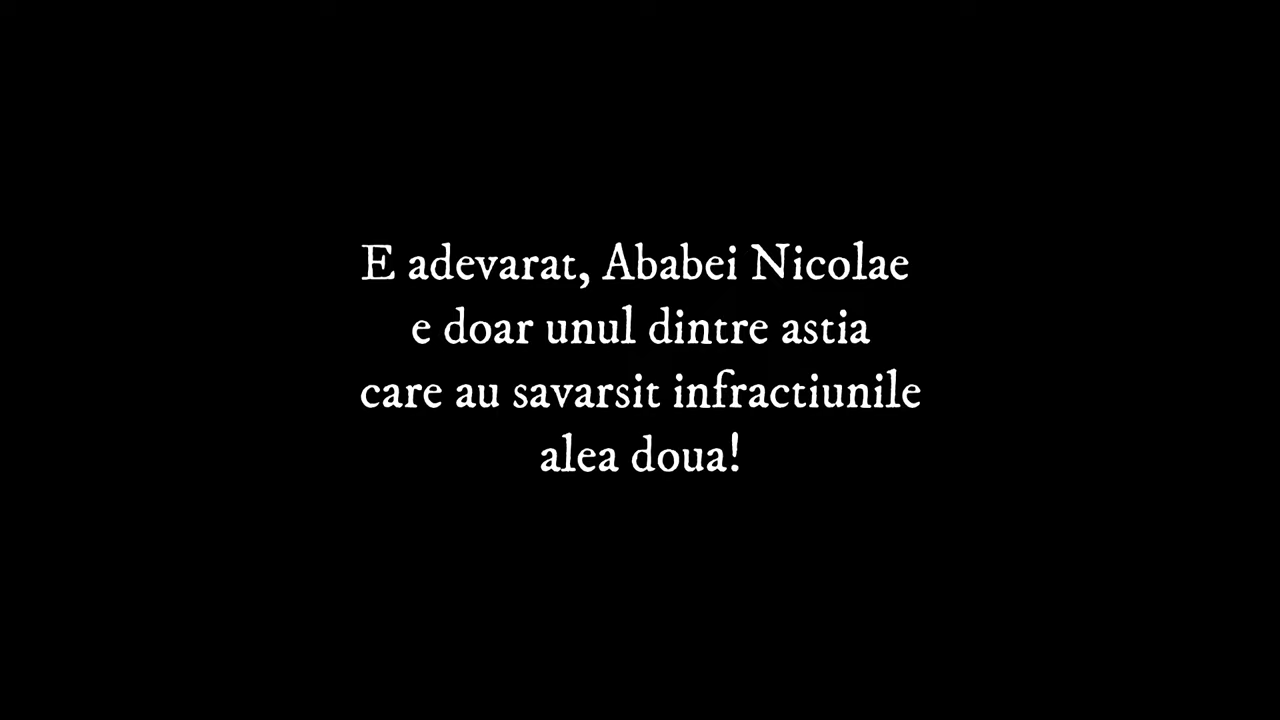 E adevarat, Ababei Nicolae
e doar unul dintre astia
care au savarsit infractiunile
alea doua!